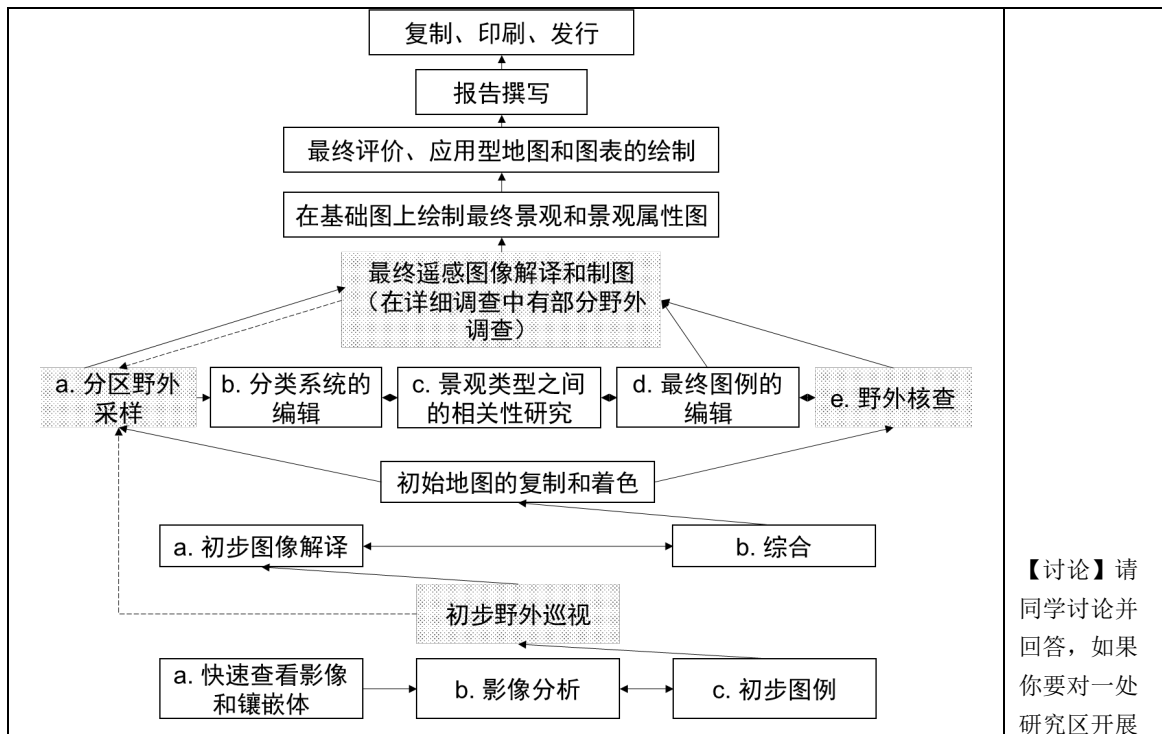 复制、印刷、发行
报告撰写
最终评价、应用型地图和图表的绘制
在基础图上绘制最终景观和景观属性图
最终遥感图像解译和制图
（在详细调查中有部分野外
调查）
a. 分区野外
采样
b. 分类系统的
编辑
c. 景观类型之间
的相关性研究
d. 最终图例的
编辑
e. 野外核查
初始地图的复制和着色
a. 初步图像解译
b. 综合
初步野外巡视
a. 快速查看影像
和镶嵌体
b. 影像分析
c. 初步图例
【讨论】请
同学讨论并
回答，如果
你要对一处
研究区开展